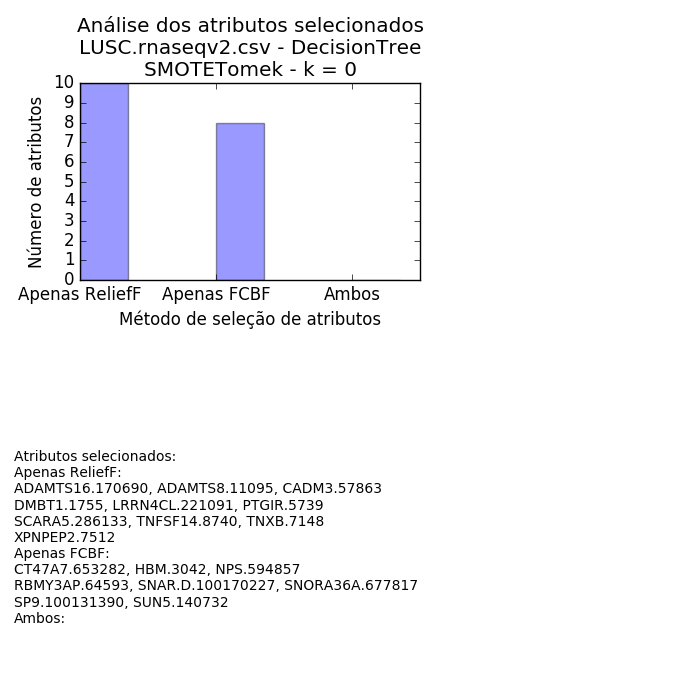 Análise dos atributos selecionados
LUSC.rnaseqv2.csv - DecisionTree
SMOTETomek - k = 0
10
9
8
7
6
5
4
3
2
1
0
Número de atributos
Apenas ReliefF Apenas FCBF Ambos
Método de seleção de atributos
Atributos selecionados:
Apenas ReliefF:
ADAMTS16.170690, ADAMTS8.11095, CADM3.57863
DMBT1.1755, LRRN4CL.221091, PTGIR.5739
SCARA5.286133, TNFSF14.8740, TNXB.7148
XPNPEP2.7512
Apenas FCBF:
CT47A7.653282, HBM.3042, NPS.594857
RBMY3AP.64593, SNAR.D.100170227, SNORA36A.677817
SP9.100131390, SUN5.140732
Ambos: